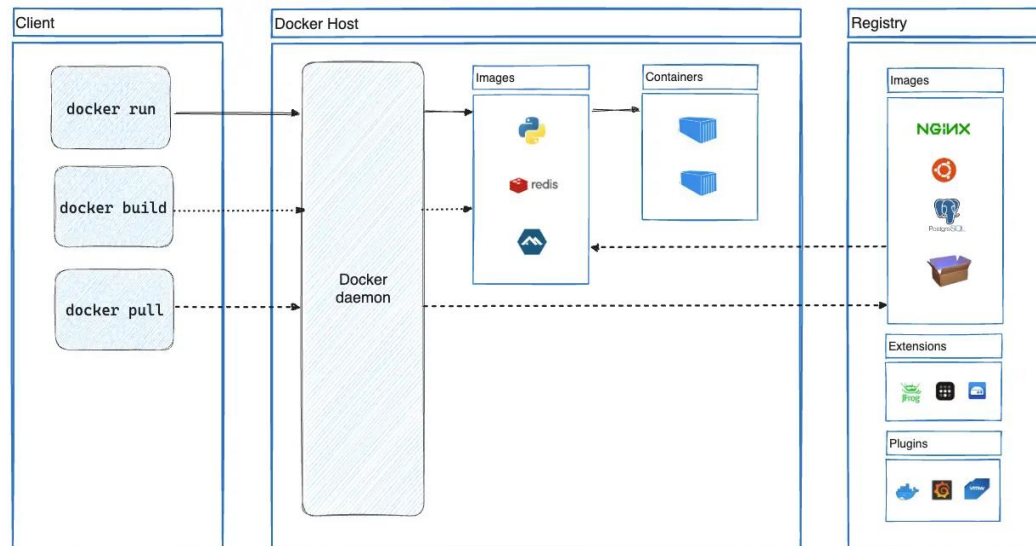 Client
docker run
docker build
docker pull
Docker Host
Docker
daemon
Images
redis
Containers
Registry
Images
NGiNX
PostgreSQL
Extensions
jFrog
Plugins
vmw